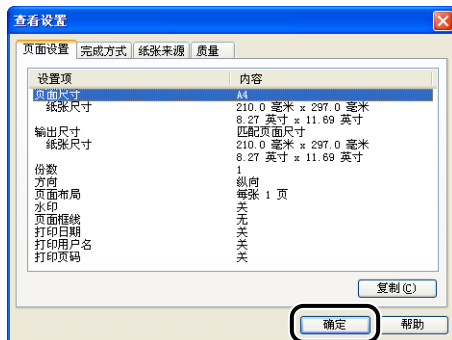 查看设置
页面设置 完成方式 纸张来源 质量
设置项 内容
页面尺寸 A4
纸张尺寸 210.0 毫米 x 297.0 毫米
8.27 英寸 x 11.69 英寸
输出尺寸 匹配页面尺寸
纸张尺寸 210.0 毫米 x 297.0 毫米
8.27 英寸 x 11.69 英寸
份数 1
方向 纵向
页面布局 每张 1 页
水印 关
页面框线 无
打印日期 关
打印用户名 关
打印页码 关
复制(C)
确定 帮助